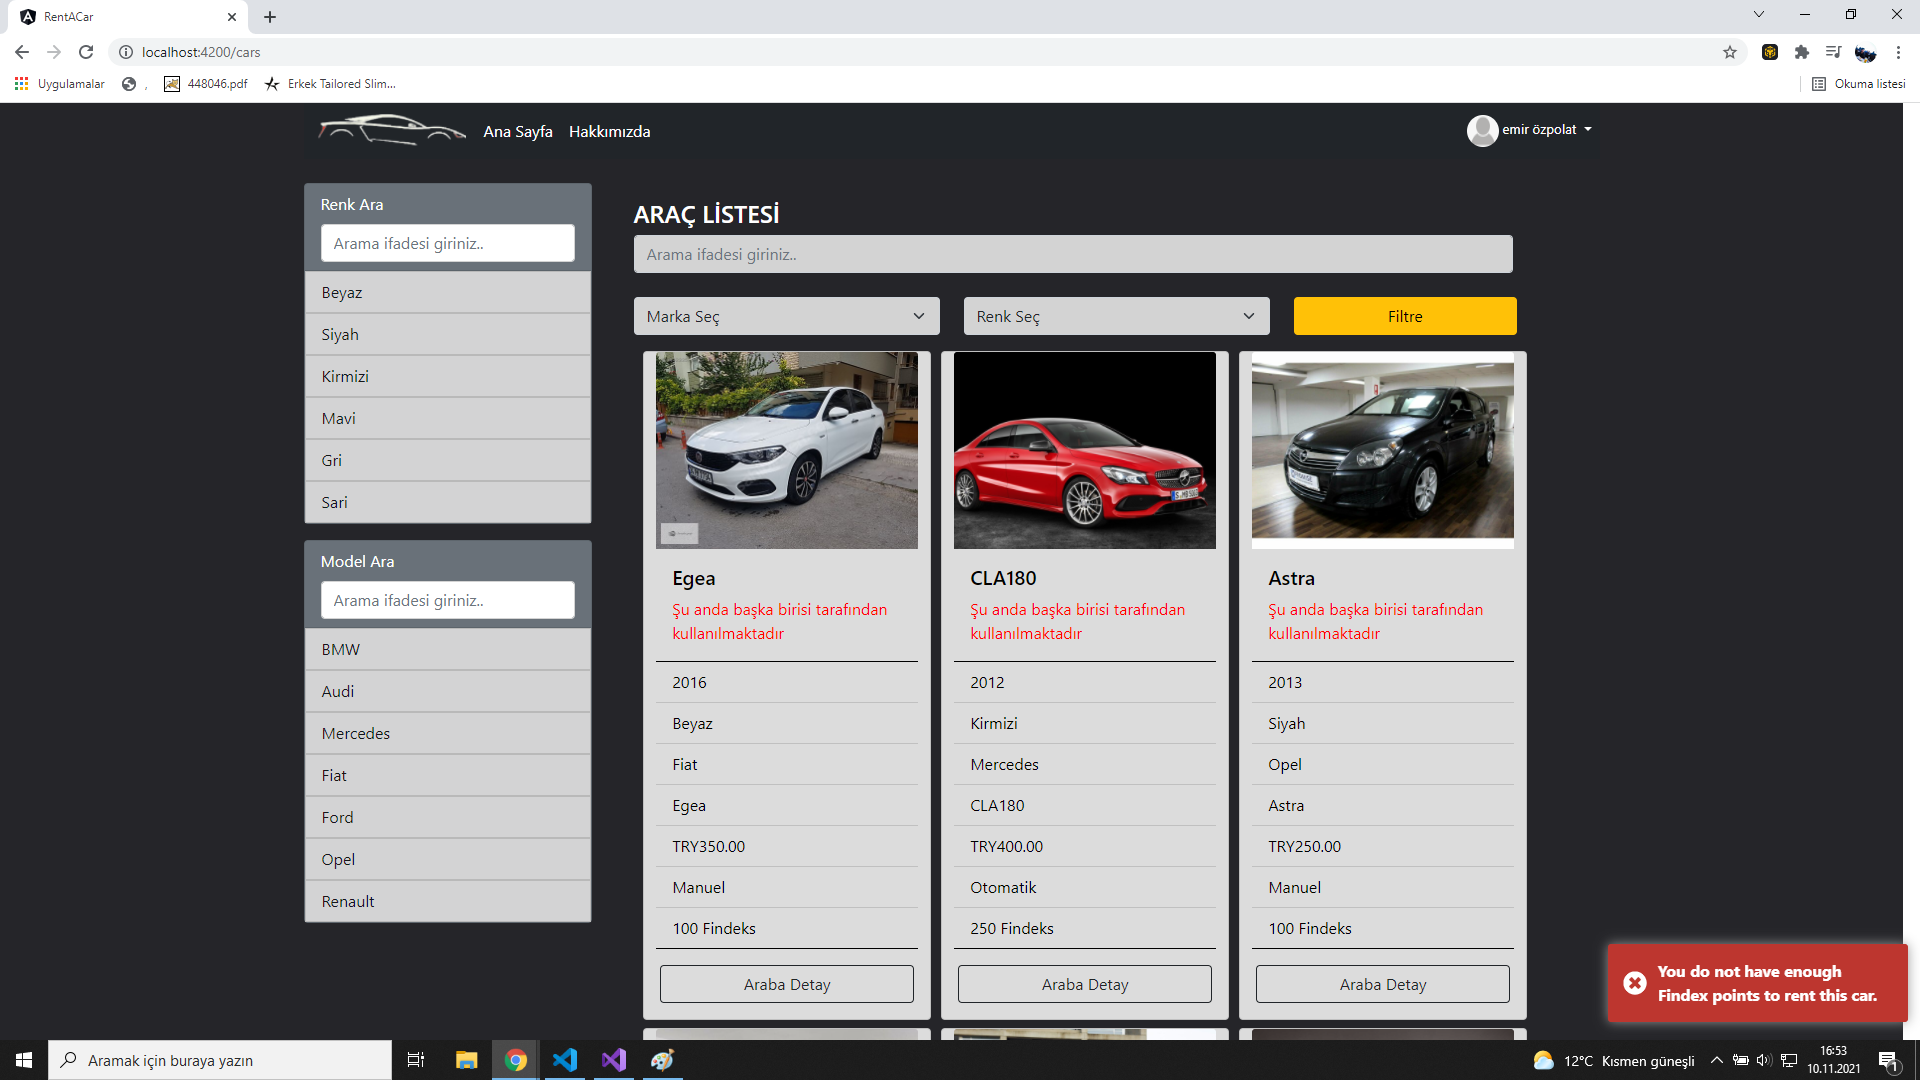 RentACar
localhost:4200/cars
Uygulamalar
,
448046.pdf
Erkek Tailored Slim...
Okuma listesi
Ana Sayfa
Hakkımızda
emir özpolat
Renk Ara
Arama ifadesi giriniz..
Beyaz
Siyah
Kirmizi
Mavi
Gri
Sari
Model Ara
Arama ifadesi giriniz..
BMW
Audi
Mercedes
Fiat
Ford
Opel
Renault
ARAÇ LİSTESİ
Arama ifadesi giriniz..
Marka Seç
Renk Seç
Filtre
Egea
Şu anda başka birisi tarafından
kullanılmaktadır
2016
Beyaz
Fiat
Egea
TRY350.00
Manuel
100 Findeks
Araba Detay
CLA180
Şu anda başka birisi tarafından
kullanılmaktadır
2012
Kirmizi
Mercedes
CLA180
TRY400.00
Otomatik
250 Findeks
Araba Detay
Astra
Şu anda başka birisi tarafından
kullanılmaktadır
2013
Siyah
Opel
Astra
TRY250.00
Manuel
100 Findeks
Araba Detay
You do not have enough
Findex points to rent this car.
Aramak için buraya yazın
12°C Kısmen güneşli
16:53
10.11.2021
1